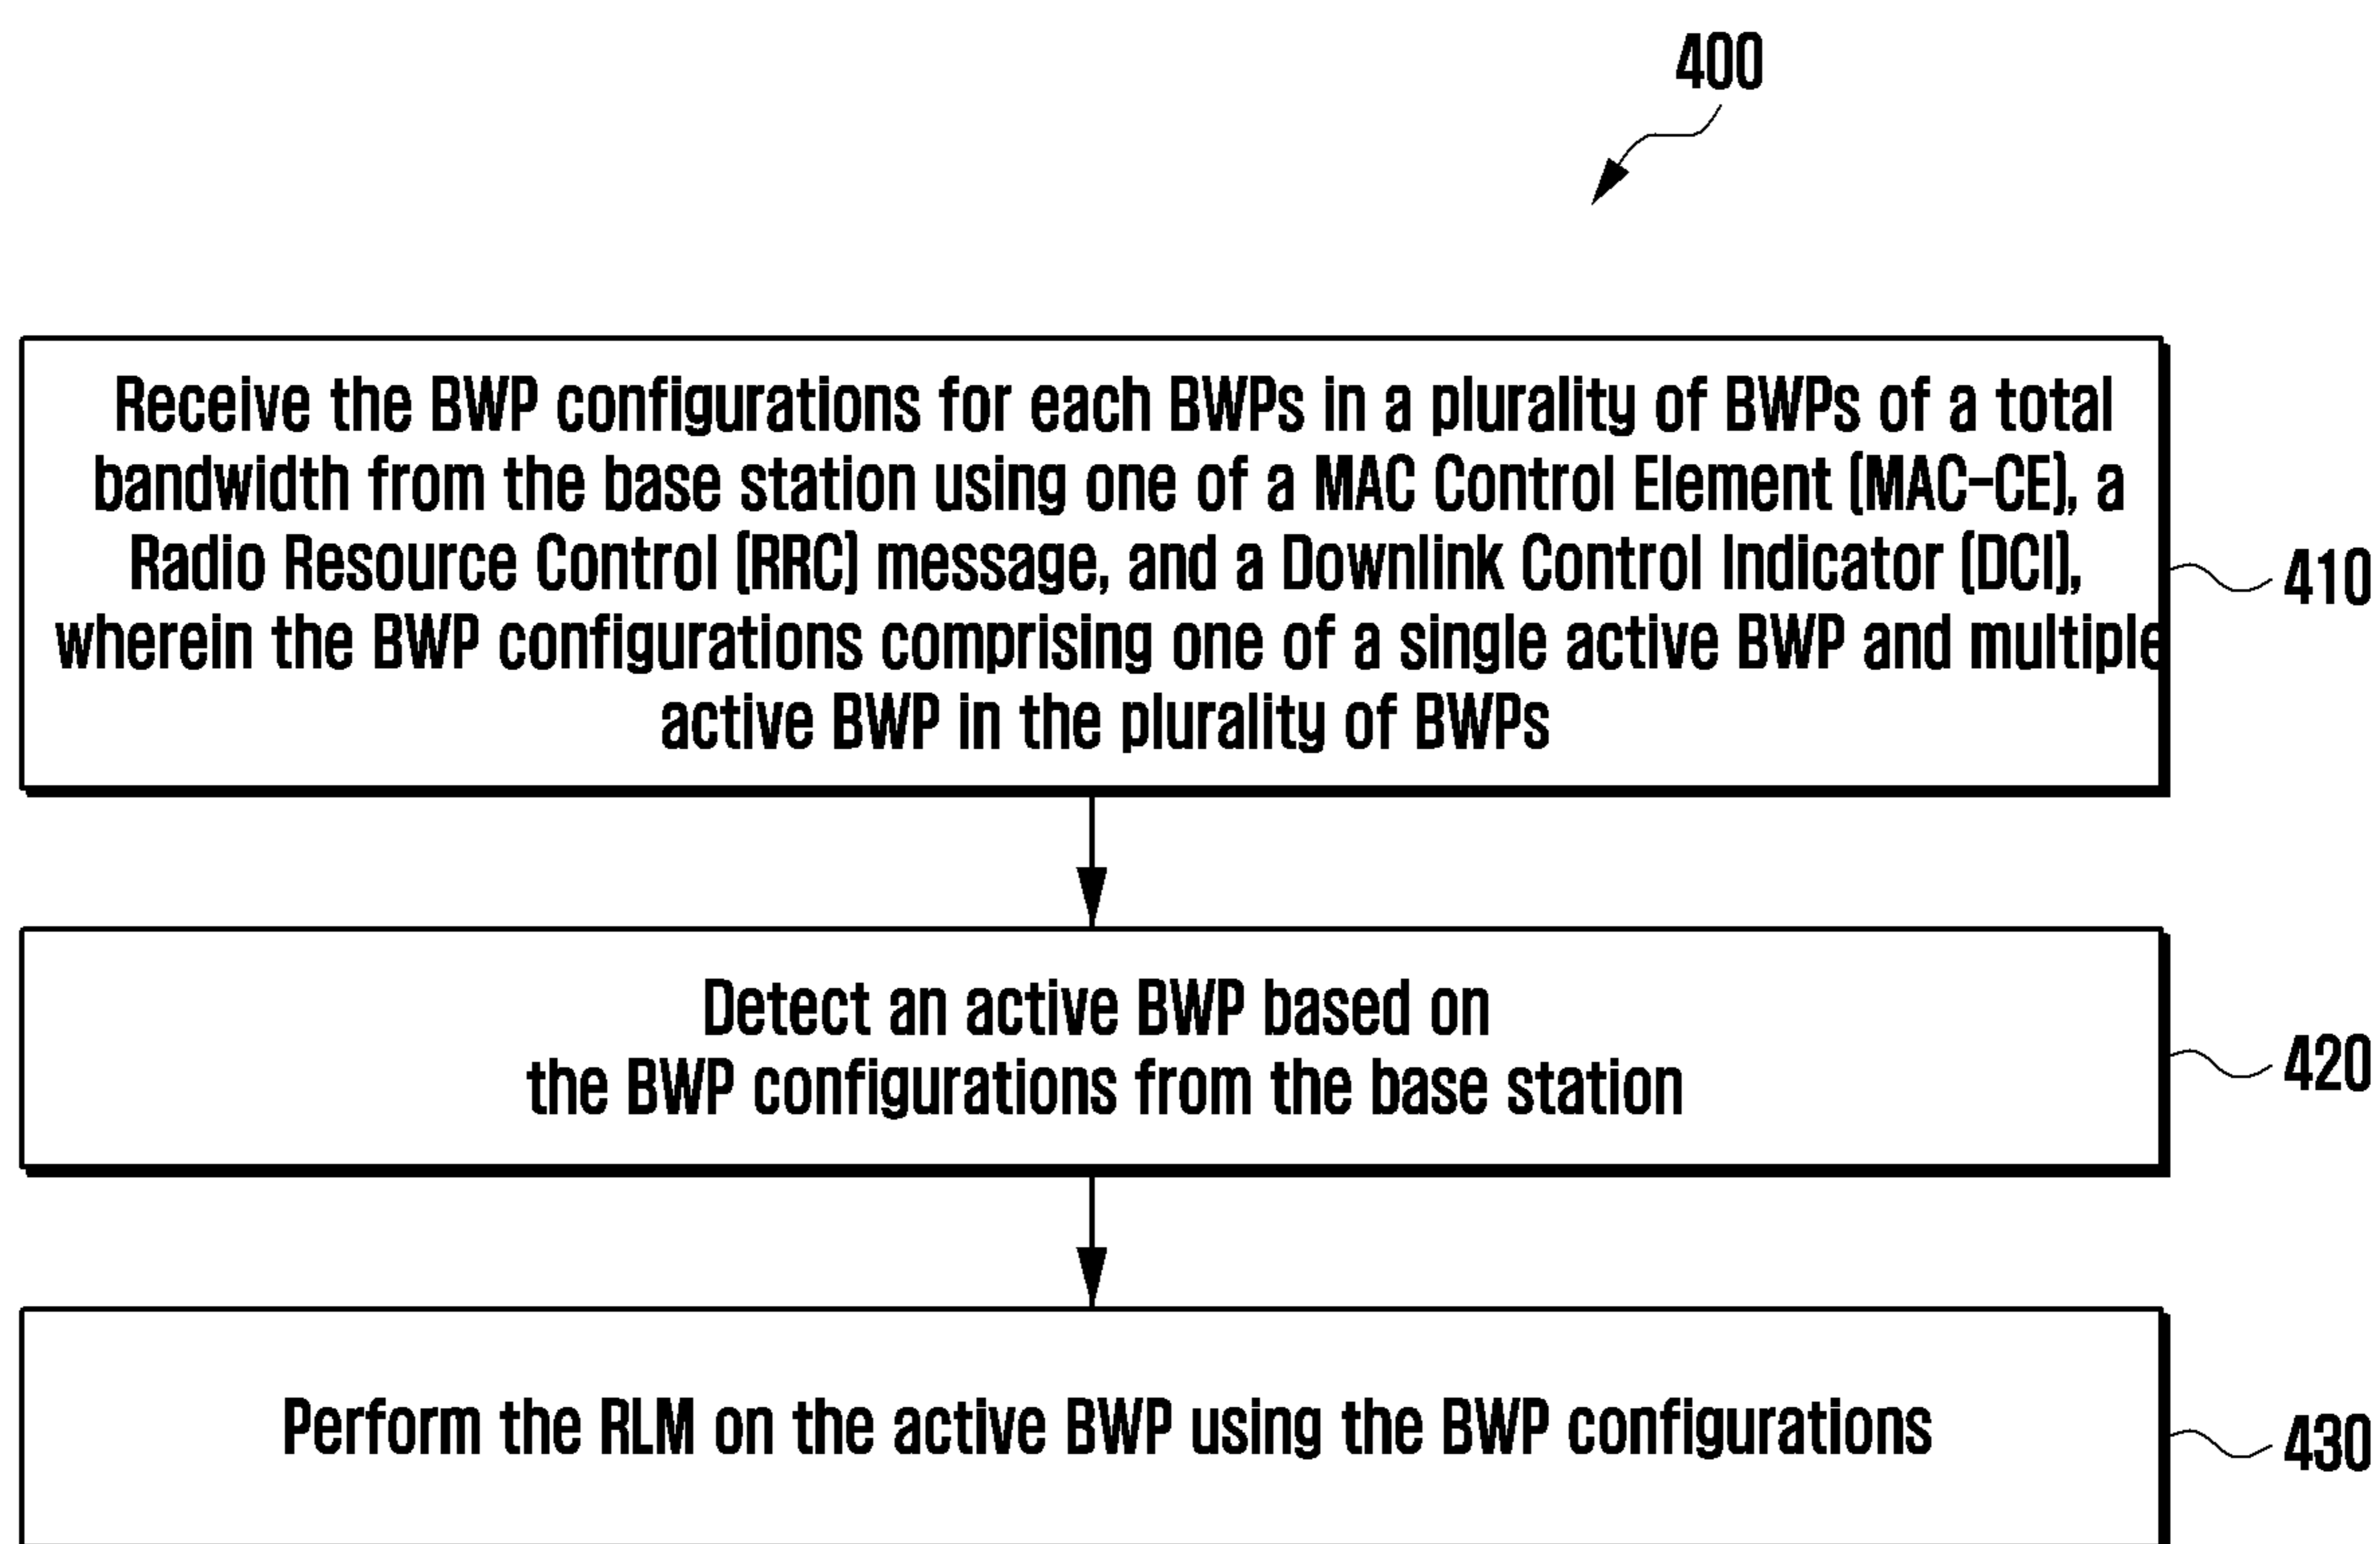 400
Receive the BWP configurations for each BWPs in a plurality of BWPs of a total
bandwidth from the base station using one of a MAC Control Element (MAC-CE), a
Radio Resource Control (RRC) message, and a Downlink Control Indicator (DCI),
wherein the BWP configurations comprising one of a single active BWP and multiple
active BWP in the plurality of BWPs
410
Detect an active BWP based on
the BWP configurations from the base station
420
Perform the RLM on the active BWP using the BWP configurations
430